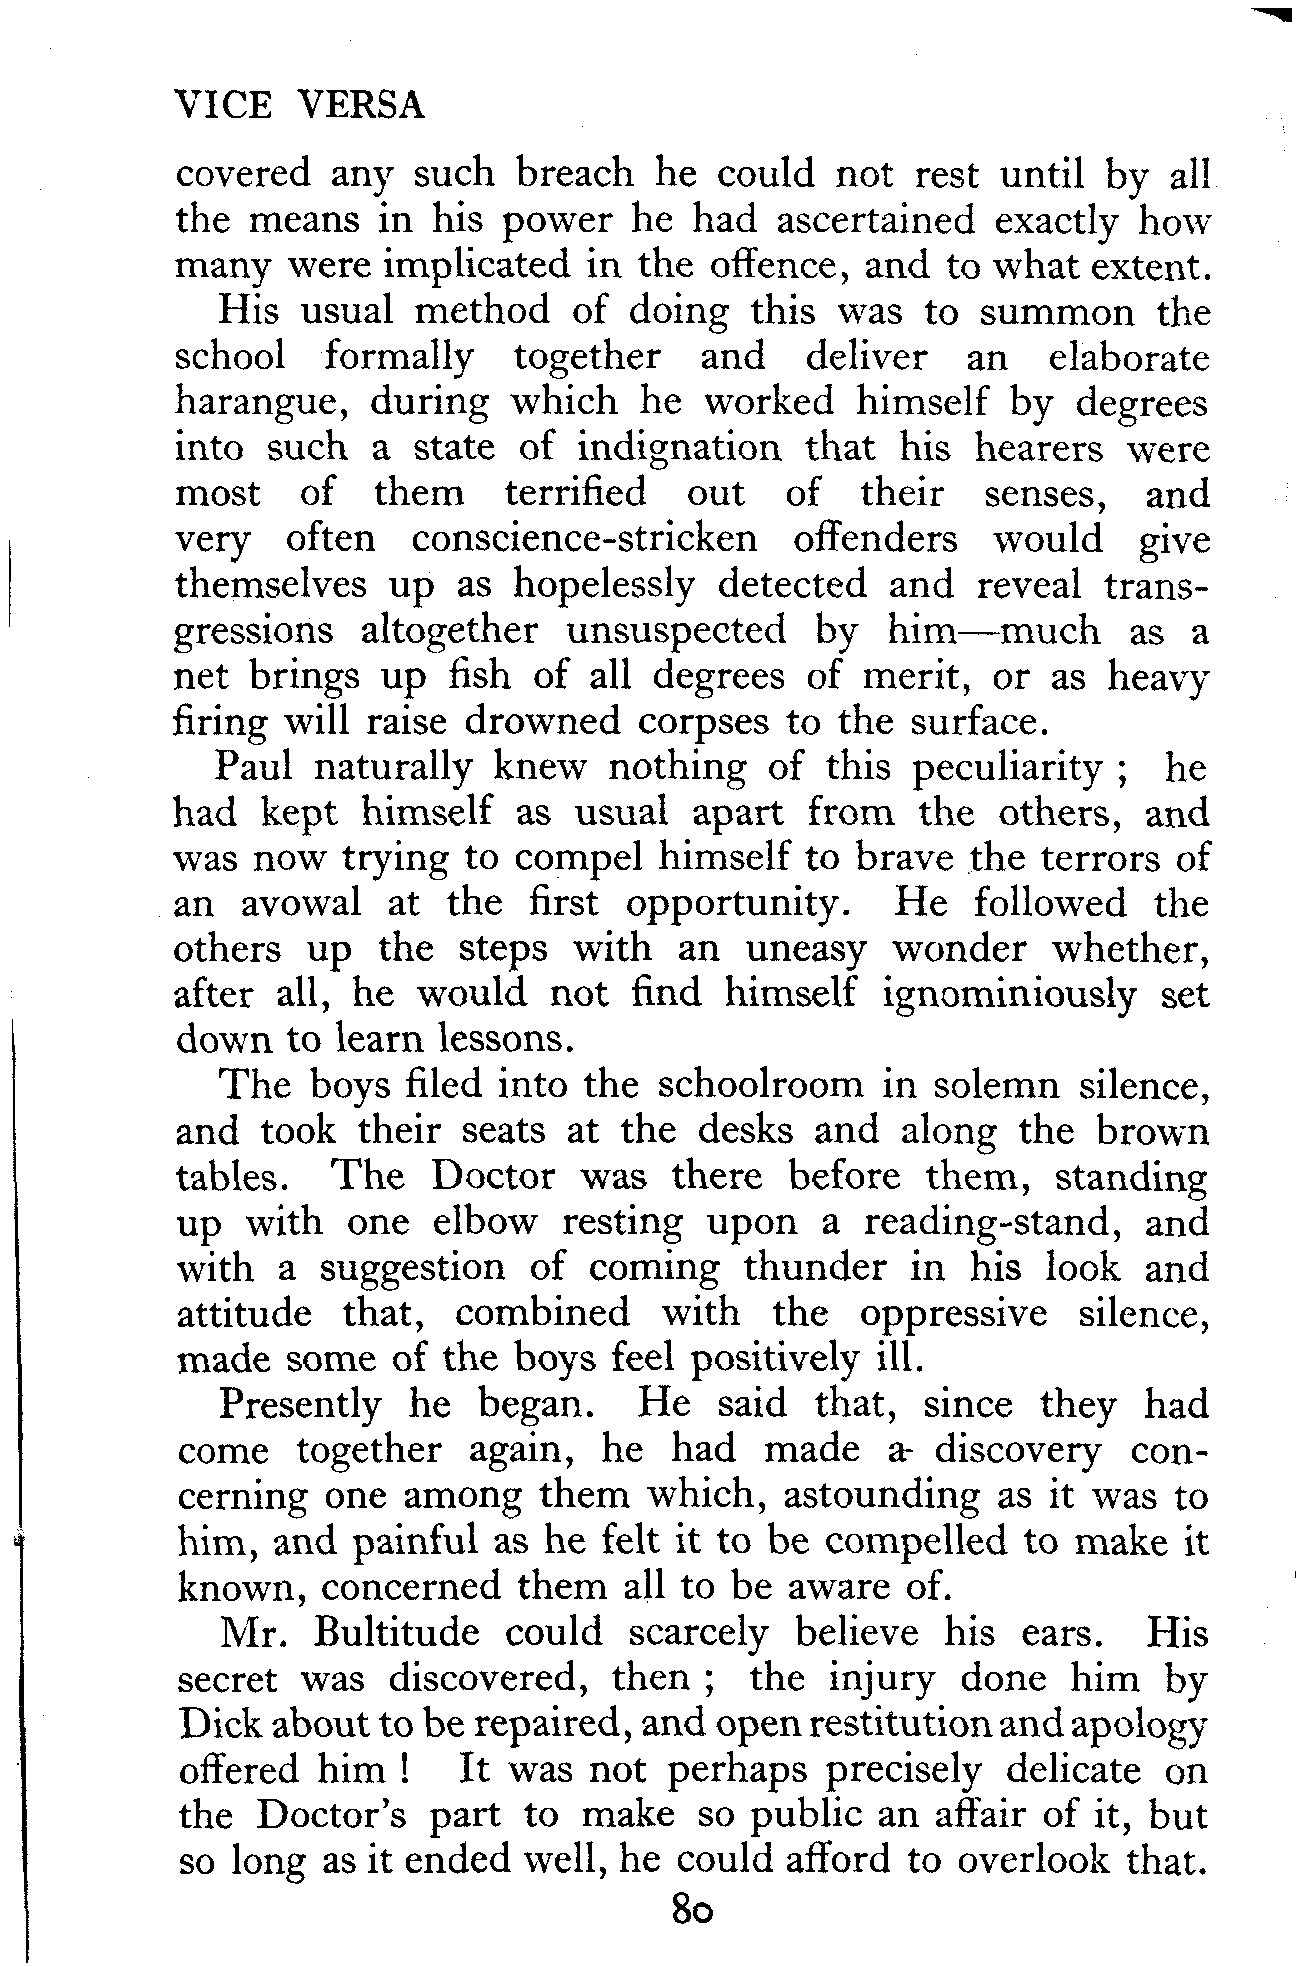 VICE VERSA
covered any such breach he could not rest until by all
the means in his power he had ascertained exactly how
many were implicated in the offence, and to what extent.
His usual method of doing this was to summon the
school formally together and deliver an elaborate
harangue, during which he worked himself by degrees
into such a state of indignation that his hearers were
most of them terrified out of their senses, and
very often conscience-stricken offenders would give
themselves up as hopelessly detected and reveal trans-
gressions altogether unsuspected by him—much as a
net brings up fish of all degrees of merit, or as heavy
firing will raise drowned corpses to the surface.
Paul naturally knew nothing of this peculiarity ; he
had kept himself as usual apart from the others, and
was now trying to compel himself to brave the terrors of
an avowal at the first opportunity. He followed the
others up the steps with an uneasy wonder whether,
after all, he would not find himself ignominiously set
down to learn lessons.
The boys filed into the schoolroom in solemn silence,
and took their seats at the desks and along the brown
tables. The Doctor was there before them, standing
up with one elbow resting upon a reading-stand, and
with a suggestion of coming thunder in his look and
attitude that, combined with the oppressive silence,
made some of the boys feel positively ill.
Presently he began. He said that, since they had
come together again, he had made a discovery con-
cerning one among them which, astounding as it was to
him, and painful as he felt it to be compelled to make it
known, concerned them all to be aware of.
Mr. Bultitude could scarcely believe his ears. His
secret was discovered, then ; the injury done him by
Dick about to be repaired, and open restitution and apology
offered him ! It was not perhaps precisely delicate on
the Doctor's part to make so public an affair of it, but
so long as it ended well, he could afford to overlook that.
80